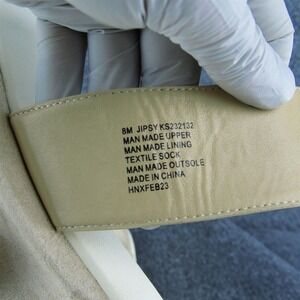 8M JIPSY KS232132
MAN MADE UPPER
MAN MADE LINING
TEXTILE SOCK
MAN MADE OUTSOLE
MADE IN CHINA
HNXFEB23